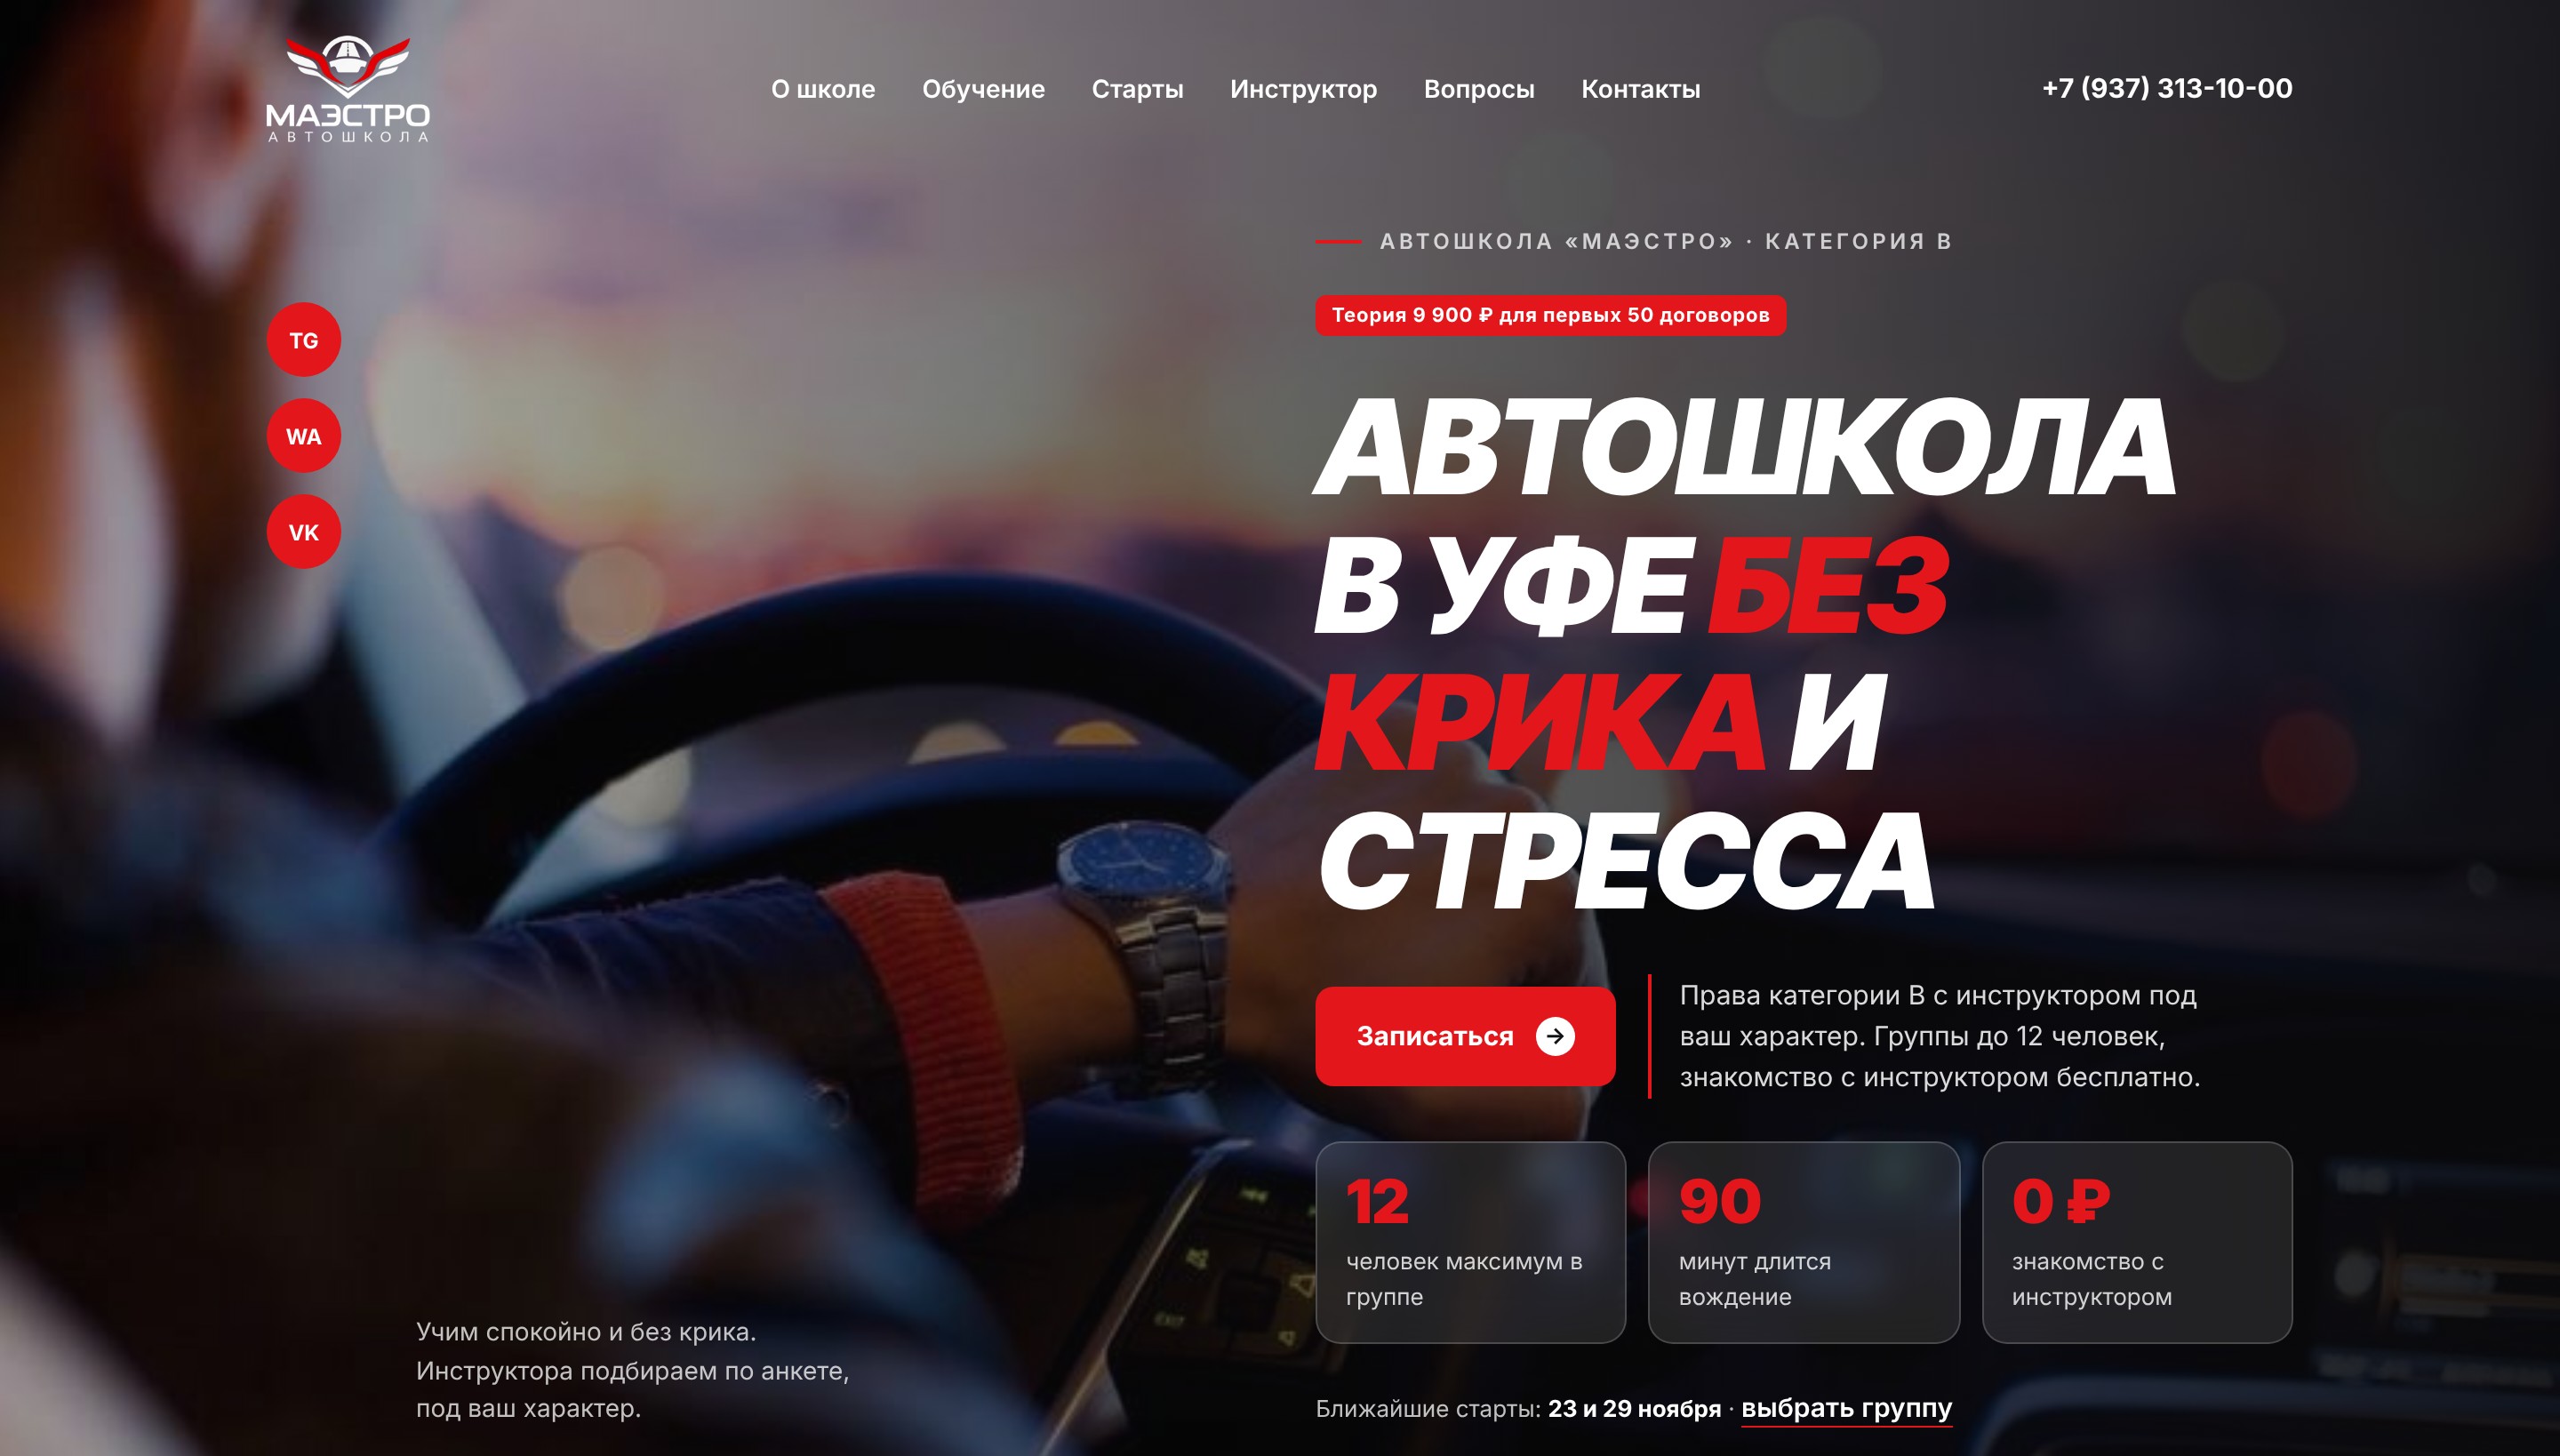 МАЭСТРО
АВТОШКОЛА
О школе
Обучение
Старты
Инструктор
Вопросы
Контакты
+7 (937) 313-10-00
АВТОШКОЛА «МАЭСТРО» · КАТЕГОРИЯ В
Теория 9 900 ₽ для первых 50 договоров
TG
WA
VK
АВТОШКОЛА
В УФЕ БЕЗ
КРИКА И
СТРЕССА
Записаться
Права категории В с инструктором под
ваш характер. Группы до 12 человек,
знакомство с инструктором бесплатно.
12
человек максимум в
группе
90
минут длится
вождение
0 ₽
знакомство с
инструктором
Учим спокойно и без крика.
Инструктора подбираем по анкете,
под ваш характер.
Ближайшие старты: 23 и 29 ноября · выбрать группу
EXIT